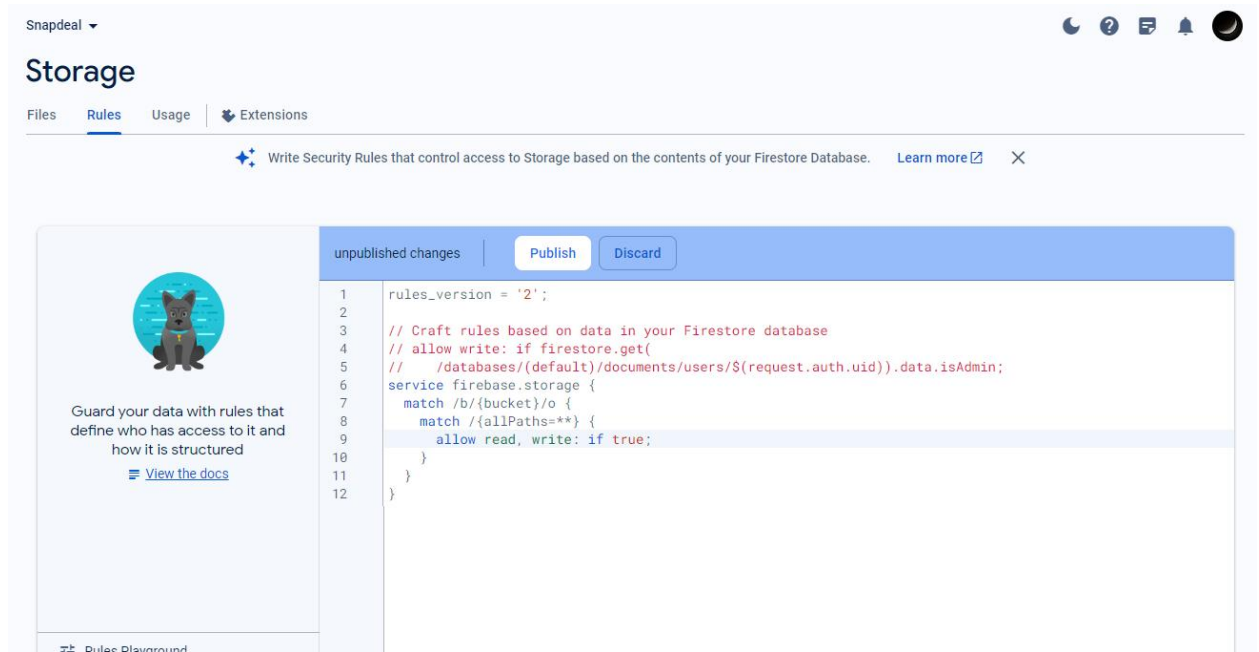 Snapdeal
Storage
Files Rules Usage Extensions
Write Security Rules that control access to Storage based on the contents of your Firestore Database. Learn more
unpublished changes Publish Discard
Guard your data with rules that
define who has access to it and
how it is structured
View the docs
1 rules_version = '2';
2
3 // Craft rules based on data in your Firestore database
4 // allow write: if firestore.get(
5 //    /databases/(default)/documents/users/$(request.auth.uid)).data.isAdmin;
6 service firebase.storage {
7   match /b/{bucket}/o {
8     match /{allPaths=**} {
9       allow read, write: if true;
10     }
11   }
12 }
Rules Playground